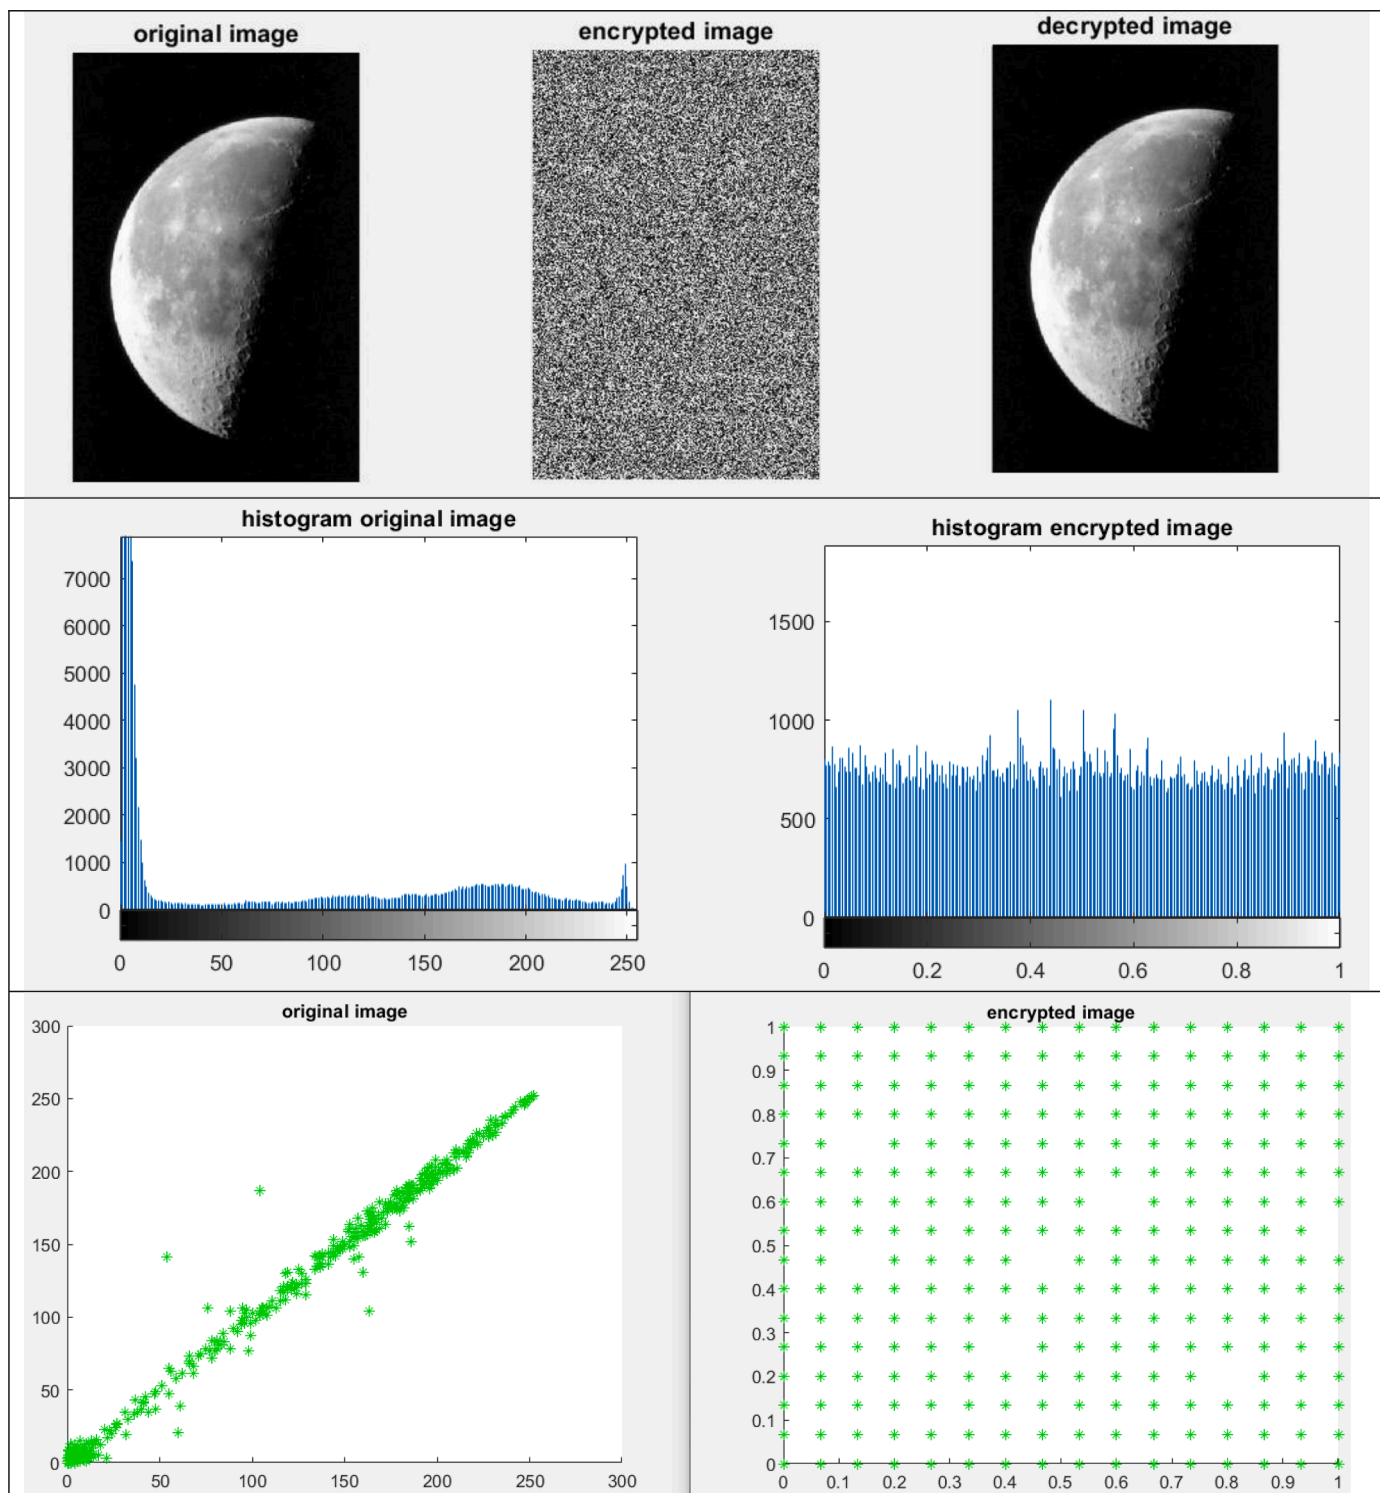 original image
encrypted image
decrypted image
histogram original image
7000
6000
5000
4000
3000
2000
1000
0
0 50 100 150 200 250
histogram encrypted image
1500
1000
500
0
0 0.2 0.4 0.6 0.8 1
original image
300
250
200
150
100
50
0
0 50 100 150 200 250 300
encrypted image
1
0.9
0.8
0.7
0.6
0.5
0.4
0.3
0.2
0.1
0
0 0.1 0.2 0.3 0.4 0.5 0.6 0.7 0.8 0.9 1